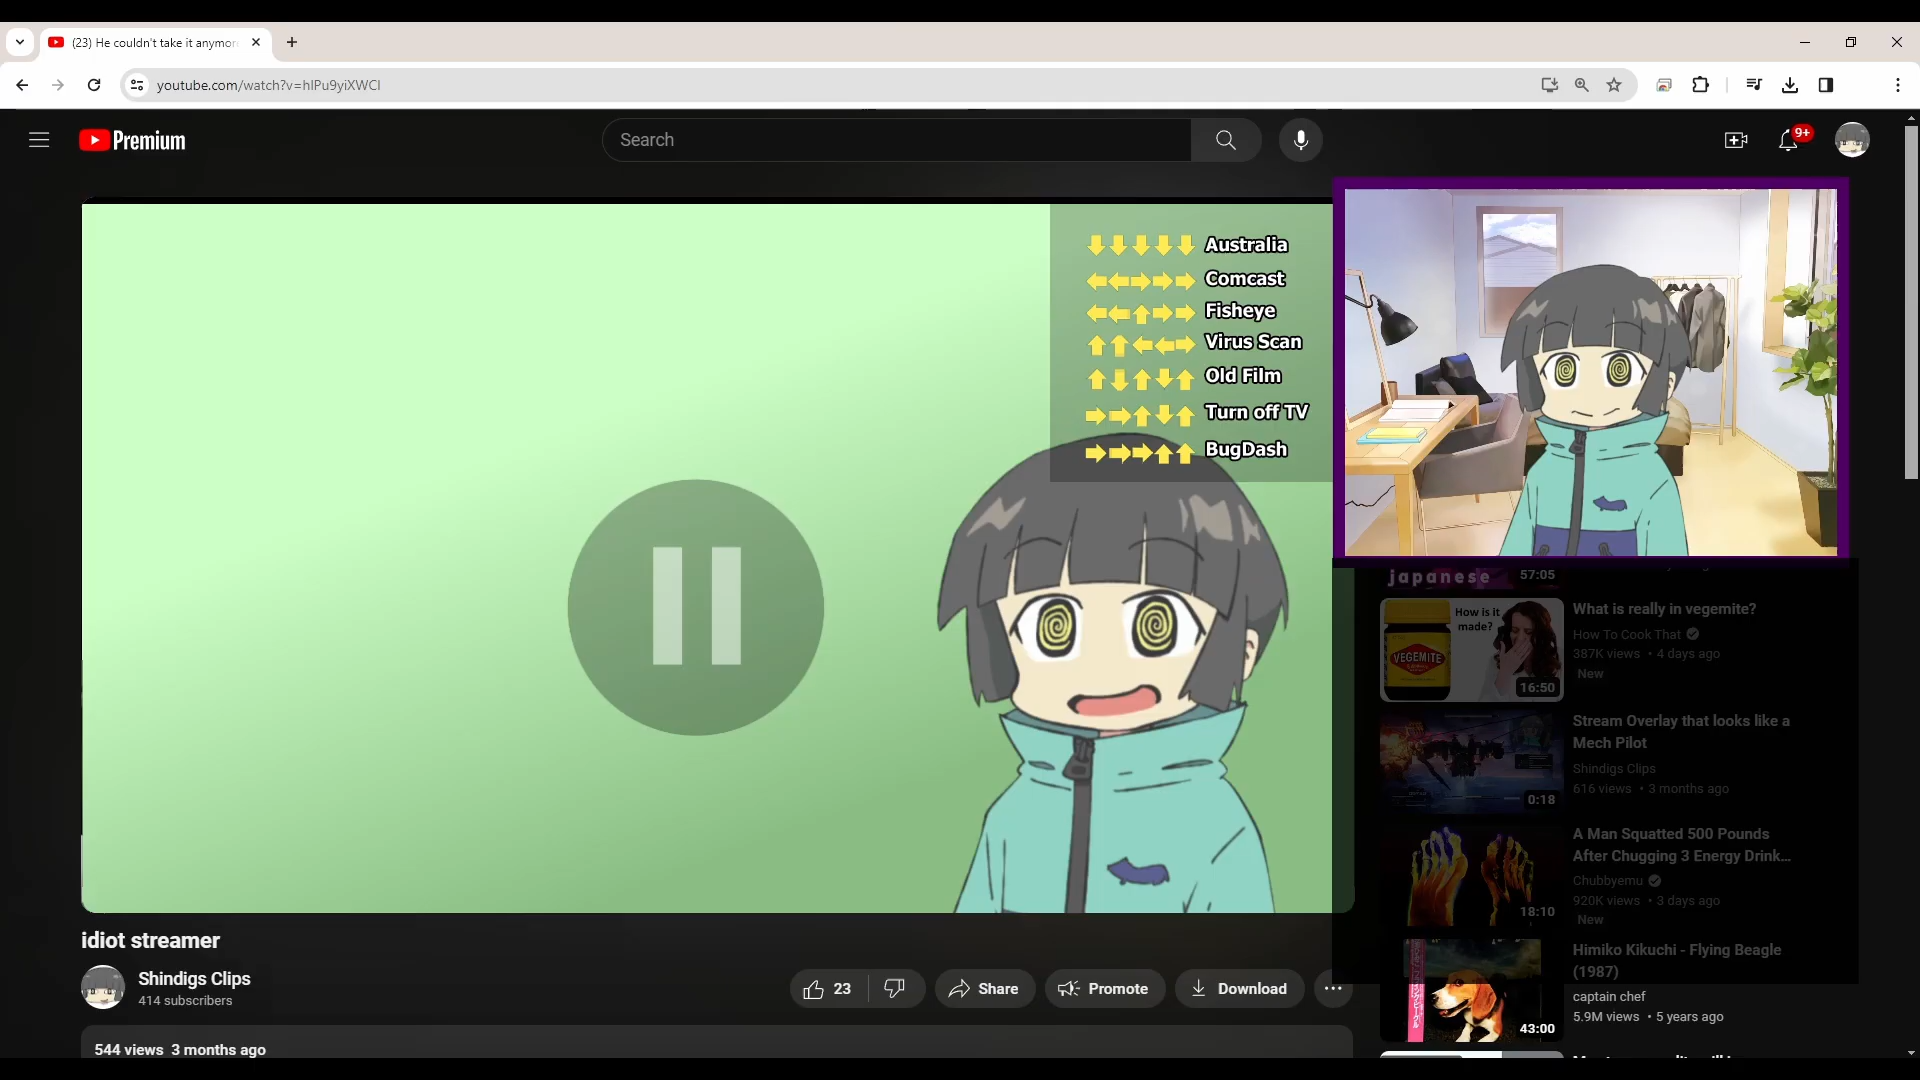 (23) He couldn't take it anymor
youtube.com/watch?v=hIPu9yiXWCI
Premium
Search
9+
Australia
Comcast
Fisheye
Virus Scan
Old Film
Turn off TV
BugDash
japanese
57:05
How is it made?
VEGEMITE
16:50
What is really in vegemite?
How To Cook That
387K views • 4 days ago
New
Stream Overlay that looks like a
Mech Pilot
Shindigs Clips
616 views • 3 months ago
0:18
A Man Squatted 500 Pounds
After Chugging 3 Energy Drink...
Chubbyemu
920K views • 3 days ago
New
18:10
Himiko Kikuchi - Flying Beagle
(1987)
captain chef
5.9M views • 5 years ago
43:00
idiot streamer
Shindigs Clips
414 subscribers
23
Share
Promote
Download
544 views 3 months ago